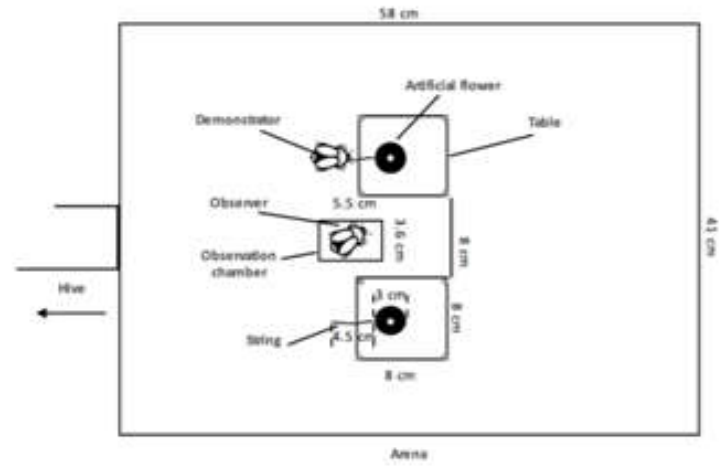 58 cm
Artificial flower
Demonstrator
Table
5.5 cm
Observer
3.6 cm
8 cm
41 cm
Observation
chamber
3 cm
Hive
8 cm
String
4.5 cm
8 cm
Arena